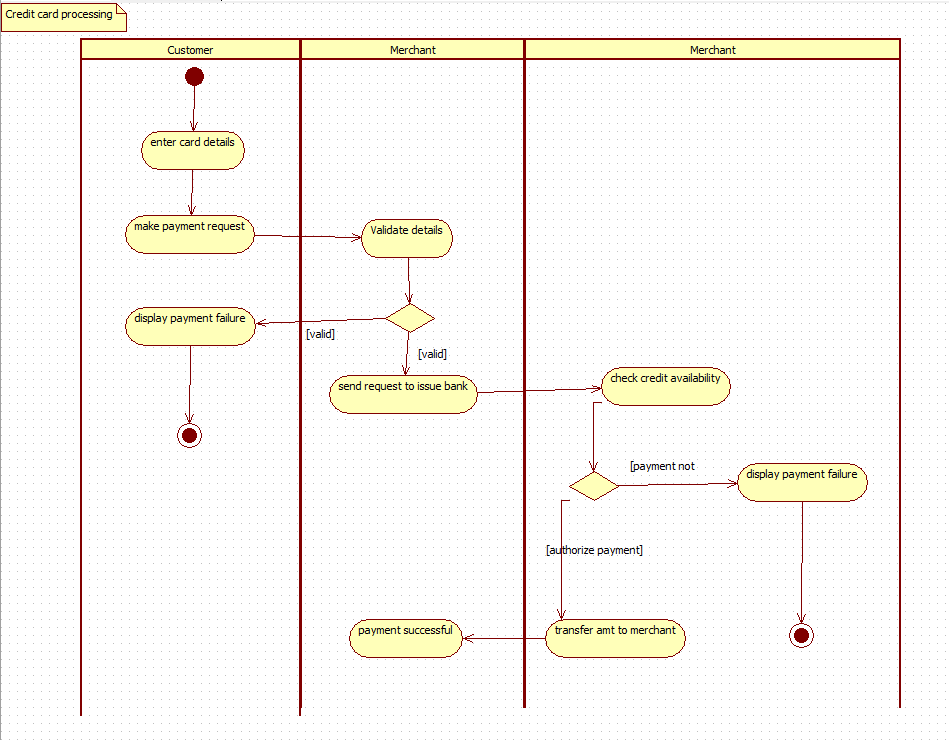 Credit card processing
Customer
Merchant
Merchant
enter card details
make payment request
Validate details
display payment failure
[valid]
[valid]
send request to issue bank
check credit availability
[payment not
display payment failure
[authorize payment]
payment successful
transfer amt to merchant